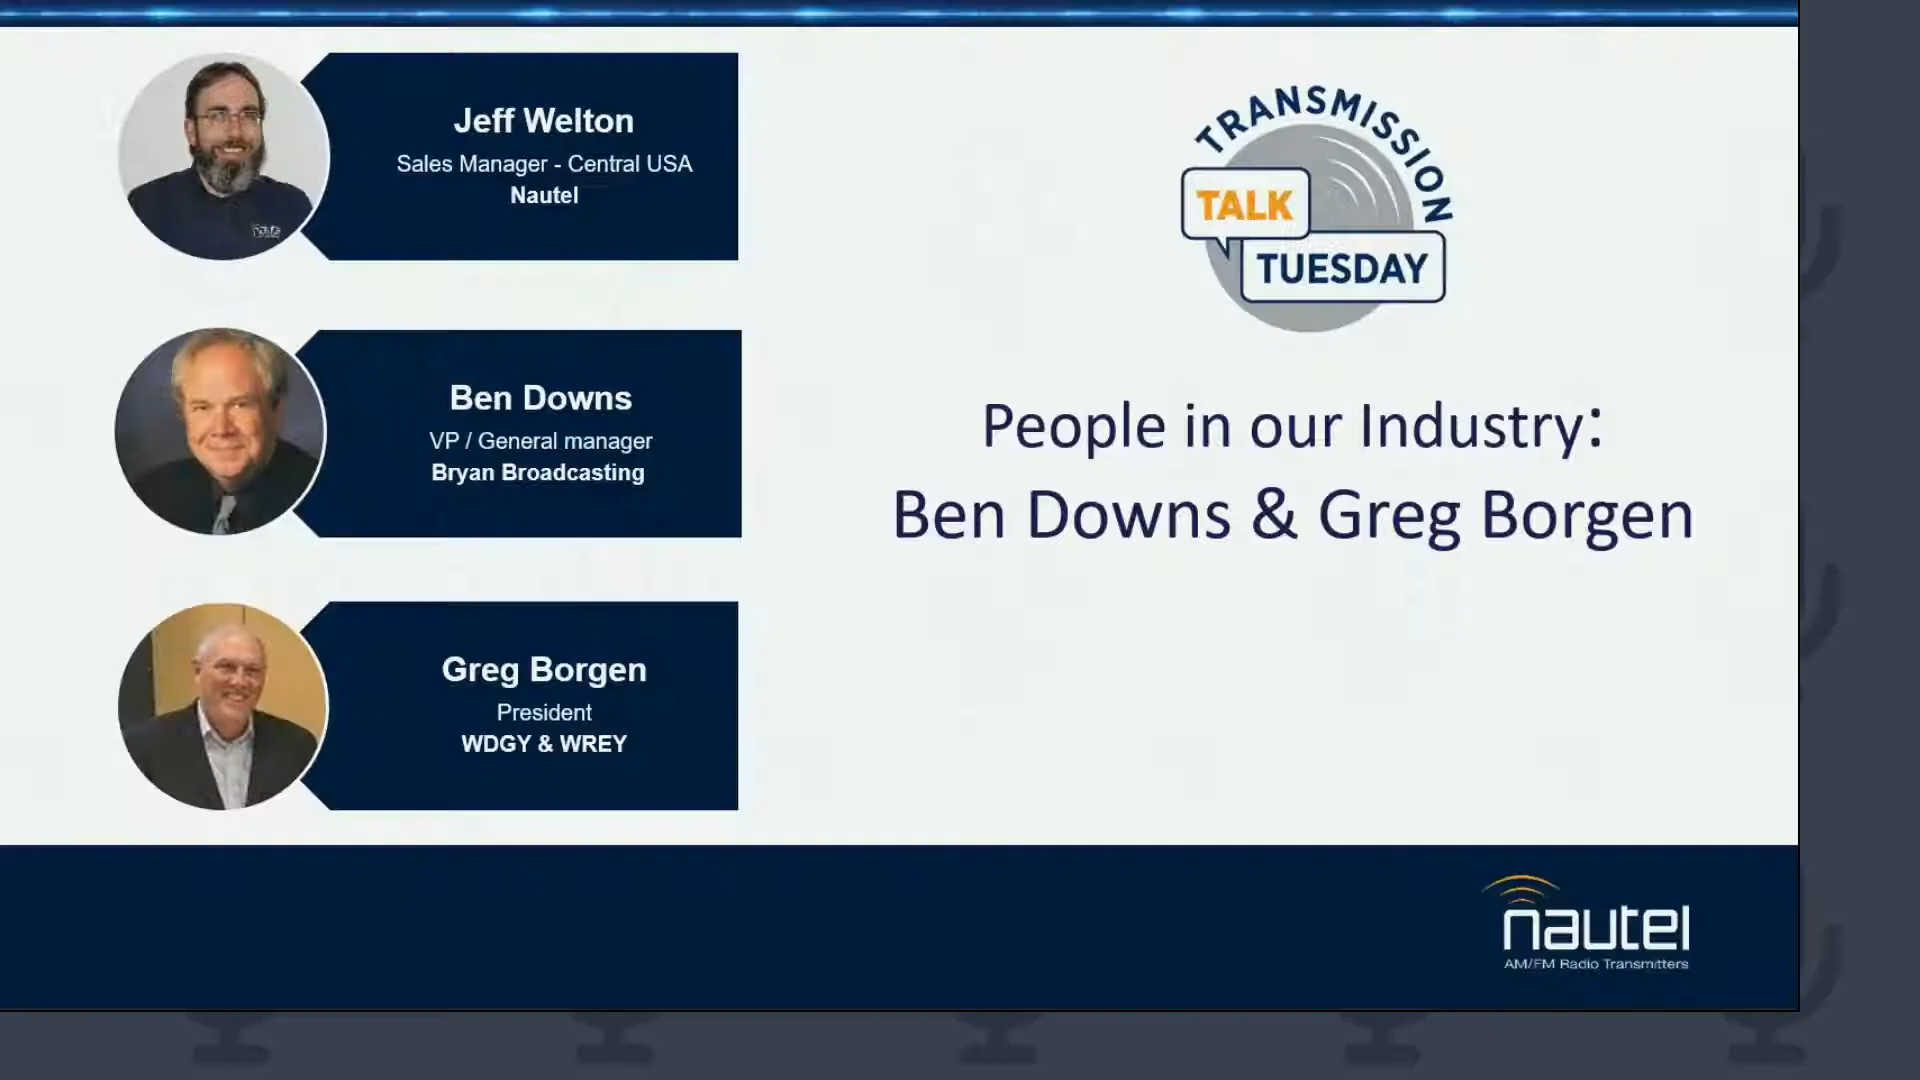 Jeff Welton
Sales Manager - Central USA
Nautel
Ben Downs
VP / General manager
Bryan Broadcasting
Greg Borgen
President
WDGY & WREY
TRANSMISSION
TALK
TUESDAY
People in our Industry:
Ben Downs & Greg Borgen
nautel
AM/FM Radio Transmitters